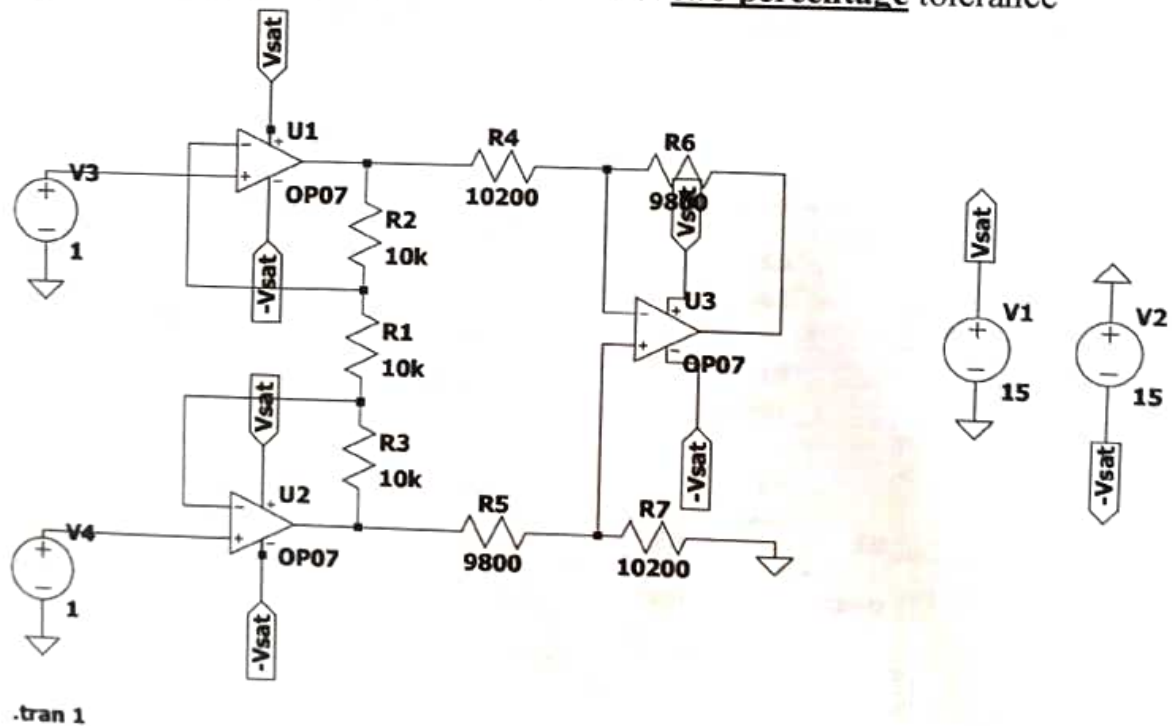 percentage tolerance
Vsat
U1
R4
R6
V3
OP07
10200
9800
Vsat
R2
10k
1
-Vsat
R1
10k
U3
OP07
Vsat
V1
15
V2
15
Vsat
R3
10k
-Vsat
-Vsat
U2
R5
R7
V4
OP07
9800
10200
1
-Vsat
.tran 1